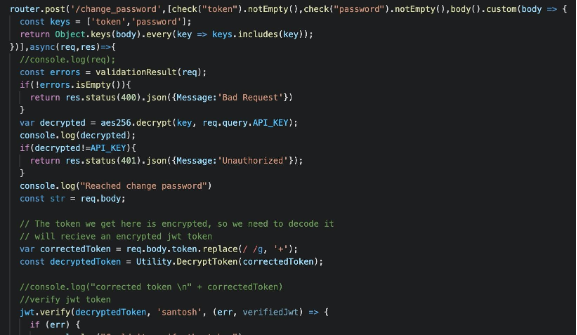 router.post('/change_password',[check("token").notEmpty(),check("password").notEmpty(),body().custom(body => {
const keys = ['token','password'];
return Object.keys(body).every(key => keys.includes(key));
})],async(req,res)=>{
//console.log(req);
const errors = validationResult(req);
if(!errors.isEmpty()){
return res.status(400).json({Message:'Bad Request'})
}
var decrypted = aes256.decrypt(key, req.query.API_KEY);
console.log(decrypted);
if(decrypted!=API_KEY){
return res.status(401).json({Message:'Unauthorized'});
}
console.log("Reached change password")
const str = req.body;
// The token we get here is encrypted, so we need to decode it
// will recieve an encrypted jwt token
var correctedToken = req.body.token.replace(/ /g, '+');
const decryptedToken = Utility.DecryptToken(correctedToken);
//console.log("corrected token \n" + correctedToken)
//verify jwt token
jwt.verify(decryptedToken, 'santosh', (err, verifiedJwt) => {
if (err) {